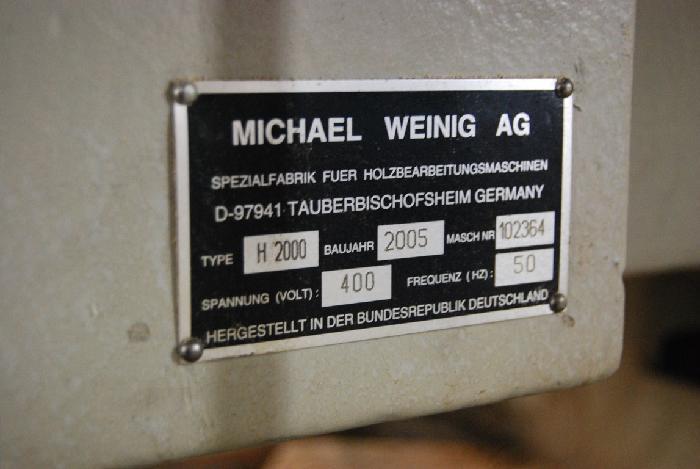 MICHAEL WEINIG AG
SPEZIALFABRIK FUER HOLZBEARBEITUNGSMASCHINEN
D-97941 TAUBERBISCHOFSHEIM GERMANY
TYPE H 2000 BAUJAHR 2005 MASCH NR 102364
SPANNUNG (VOLT): 400 FREQUENZ (HZ): 50
HERGESTELLT IN DER BUNDESREPUBLIK DEUTSCHLAND